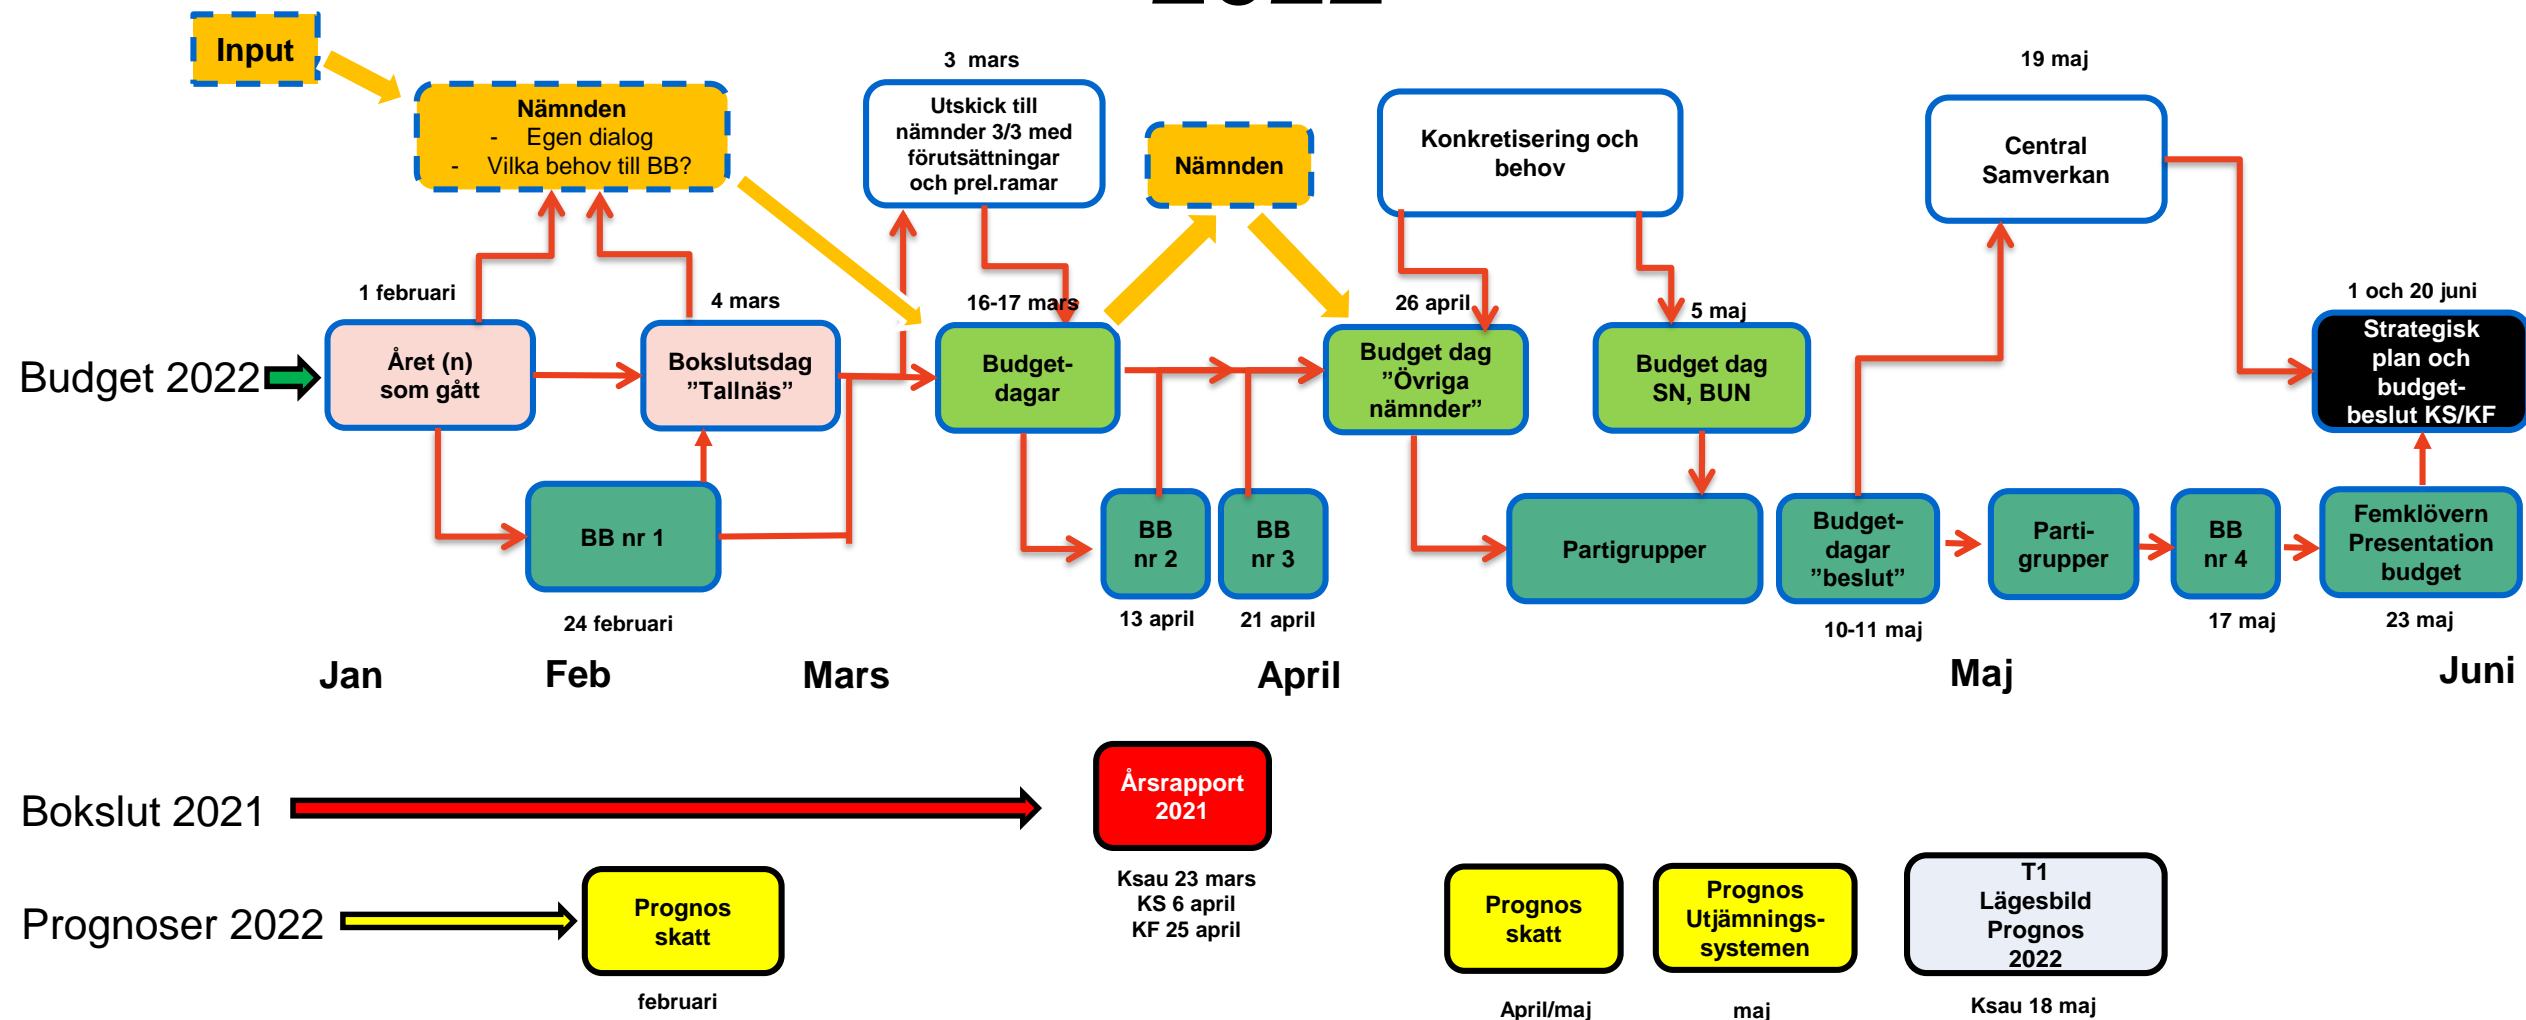 Input
Nämnden
- Egen dialog
- Vilka behov till BB?
3 mars
Utskick till
nämnder 3/3 med
förutsättningar
och prel.ramar
Nämnden
Konkretisering och
behov
19 maj
Central
Samverkan
Budget 2022
1 februari
Året (n)
som gått
4 mars
Bokslutsdag
”Tallnäs”
16-17 mars
Budget-
dagar
26 april
Budget dag
”Övriga
nämnder”
5 maj
Budget dag
SN, BUN
1 och 20 juni
Strategisk
plan och
budget-
beslut KS/KF
BB nr 1
24 februari
BB
nr 2
13 april
BB
nr 3
21 april
Partigrupper
Budget-
dagar
”beslut”
10-11 maj
Parti-
grupper
BB
nr 4
17 maj
Femklövern
Presentation
budget
23 maj
Jan
Feb
Mars
April
Maj
Juni
Bokslut 2021
Årsrapport
2021
Ksau 23 mars
KS 6 april
KF 25 april
Prognoser 2022
Prognos
skatt
februari
Prognos
skatt
April/maj
Prognos
Utjämnings-
systemen
maj
T1
Lägesbild
Prognos
2022
Ksau 18 maj